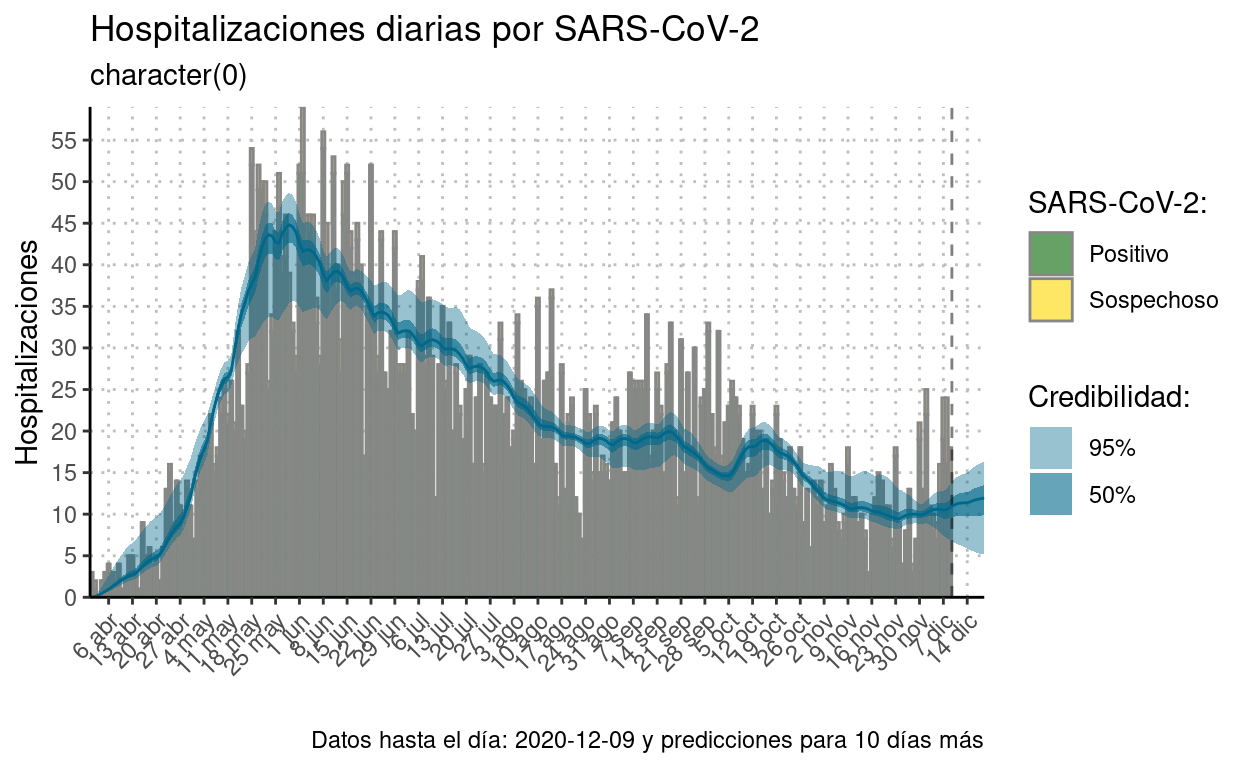 Hospitalizaciones diarias por SARS-CoV-2
character(0)
Hospitalizaciones
55
50
45
40
35
30
25
20
15
10
5
0
6 abr
13 abr
20 abr
27 abr
4 may
11 may
18 may
25 may
1 jun
8 jun
15 jun
22 jun
29 jun
6 jul
13 jul
20 jul
27 jul
3 ago
10 ago
17 ago
24 ago
31 ago
7 sep
14 sep
21 sep
28 sep
5 oct
12 oct
19 oct
26 oct
2 nov
9 nov
16 nov
23 nov
30 nov
7 dic
14 dic
SARS-CoV-2:
Positivo
Sospechoso
Credibilidad:
95%
50%
Datos hasta el día: 2020-12-09 y predicciones para 10 días más